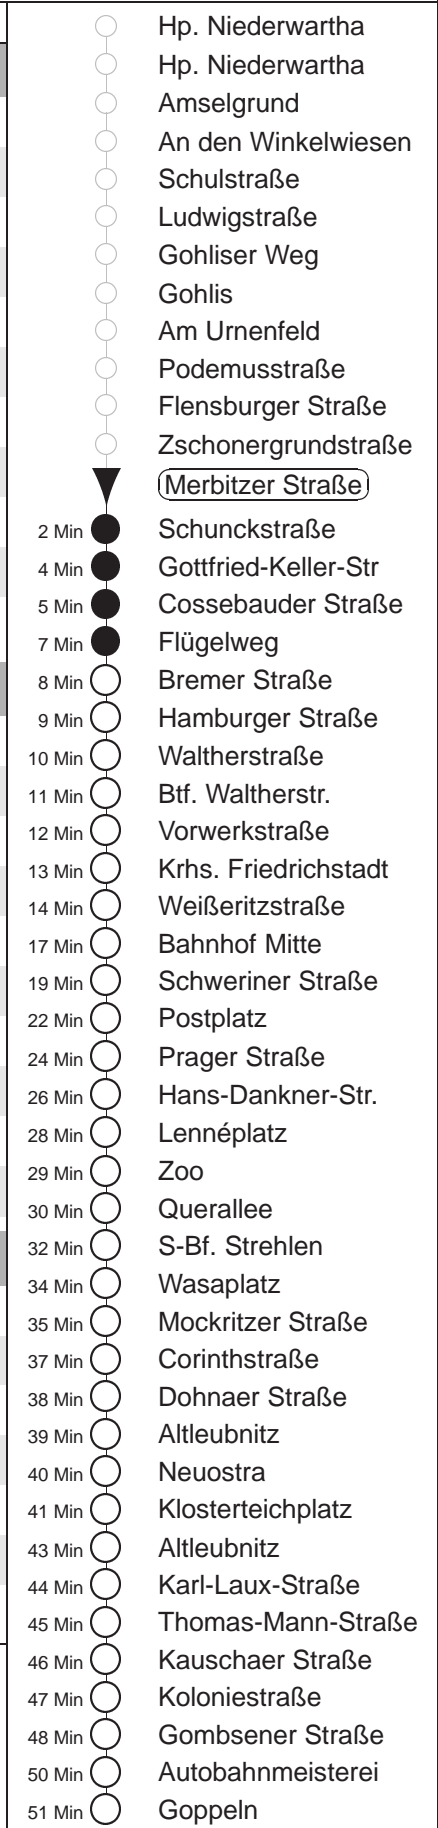 Hp. Niederwartha
Hp. Niederwartha
Amselgrund
An den Winkelwiesen
Schulstraße
Ludwigstraße
Gohliser Weg
Gohlis
Am Urnenfeld
Podemusstraße
Flensburger Straße
Zschonergrundstraße
Merbitzer Straße
2 Min Schunckstraße
4 Min Gottfried-Keller-Str
5 Min Cossebauder Straße
7 Min Flügelweg
8 Min Bremer Straße
9 Min Hamburger Straße
10 Min Waltherstraße
11 Min Btf. Waltherstr.
12 Min Vorwerkstraße
13 Min Krhs. Friedrichstadt
14 Min Weißeritzstraße
17 Min Bahnhof Mitte
19 Min Schweriner Straße
22 Min Postplatz
24 Min Prager Straße
26 Min Hans-Dankner-Str.
28 Min Lennéplatz
29 Min Zoo
30 Min Querallee
32 Min S-Bf. Strehlen
34 Min Wasaplatz
35 Min Mockritzer Straße
37 Min Corinthstraße
38 Min Dohnaer Straße
39 Min Altleubnitz
40 Min Neuostra
41 Min Klosterteichplatz
43 Min Altleubnitz
44 Min Karl-Laux-Straße
45 Min Thomas-Mann-Straße
46 Min Kauschaer Straße
47 Min Koloniestraße
48 Min Gombsener Straße
50 Min Autobahnmeisterei
51 Min Goppeln